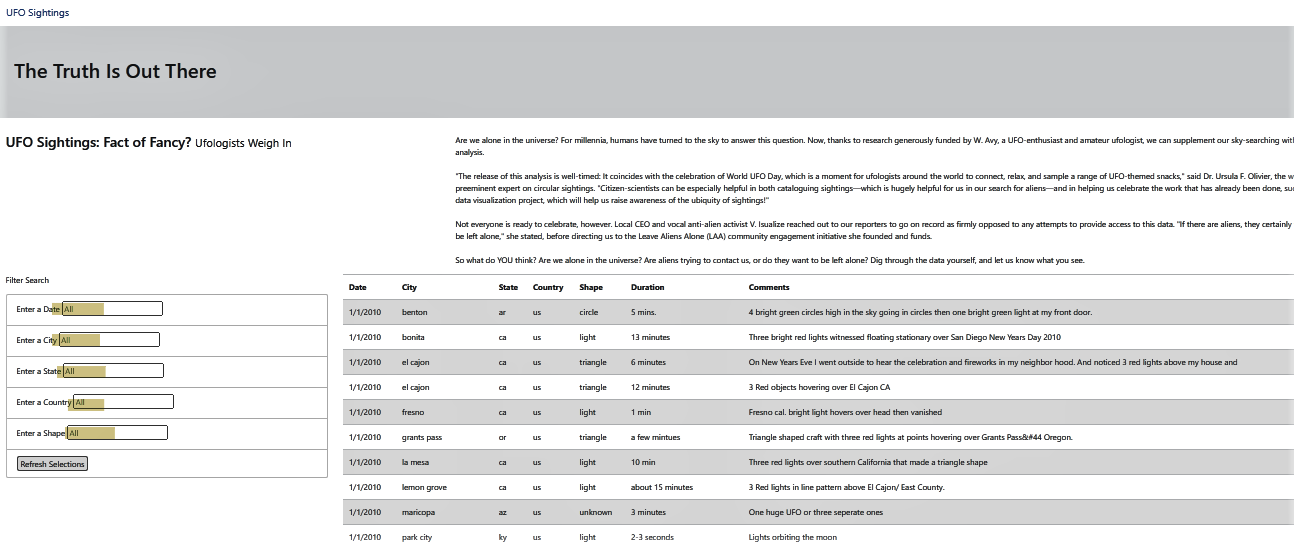 UFO Sightings
The Truth Is Out There
UFO Sightings: Fact of Fancy? Ufologists Weigh In
Are we alone in the universe? For millennia, humans have turned to the sky to answer this question. Now, thanks to research generously funded by W. Avy, a UFO-enthusiast and amateur ufologist, we can supplement our sky-searching
analysis.
"The release of this analysis is well-timed: It coincides with the celebration of World UFO Day, which is a moment for ufologists around the world to connect, relax, and sample a range of UFO-themed snacks," said Dr. Ursula F. Olivier, the
preeminent expert on circular sightings. "Citizen-scientists can be especially helpful in both cataloguing sightings—which is hugely helpful for us in our search for aliens—and in helping us celebrate the work that has already been done,
data visualization project, which will help us raise awareness of the ubiquity of sightings!"
Not everyone is ready to celebrate, however. Local CEO and vocal anti-alien activist V. Isualize reached out to our reporters to go on record as firmly opposed to any attempts to provide access to this data. "If there are aliens, they certainly
be left alone," she stated, before directing us to the Leave Aliens Alone (LAA) community engagement initiative she founded and funds.
So what do YOU think? Are we alone in the universe? Are aliens trying to contact us, or do they want to be left alone? Dig through the data yourself, and let us know what you see.
Filter Search
Enter a Date All
Enter a City All
Enter a State All
Enter a Country All
Enter a Shape All
Refresh Selections
Date City State Country Shape Duration Comments
1/1/2010 benton ar us circle 5 mins. 4 bright green circles high in the sky going in circles then one bright green light at my front door.
1/1/2010 bonita ca us light 13 minutes Three bright red lights witnessed floating stationary over San Diego New Years Day 2010
1/1/2010 el cajon ca us triangle 6 minutes On New Years Eve I went outside to hear the celebration and fireworks in my neighbor hood. And noticed 3 red lights above my house and
1/1/2010 el cajon ca us triangle 12 minutes 3 Red objects hovering over El Cajon CA
1/1/2010 fresno ca us light 1 min Fresno cal. bright light hovers over head then vanished
1/1/2010 grants pass or us triangle a few mintues Triangle shaped craft with three red lights at points hovering over Grants Pass&#44 Oregon.
1/1/2010 la mesa ca us light 10 min Three red lights over southern California that made a triangle shape
1/1/2010 lemon grove ca us light about 15 minutes 3 Red lights in line pattern above El Cajon/ East County.
1/1/2010 maricopa az us unknown 3 minutes One huge UFO or three seperate ones
1/1/2010 park city ky us light 2-3 seconds Lights orbiting the moon